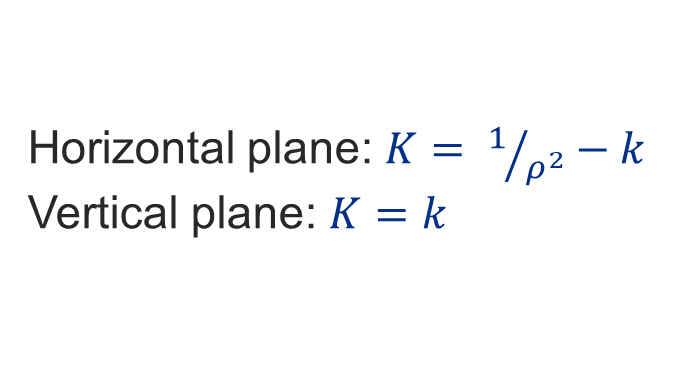 Horizontal plane: K = 1/ρ² − k
Vertical plane: K = k